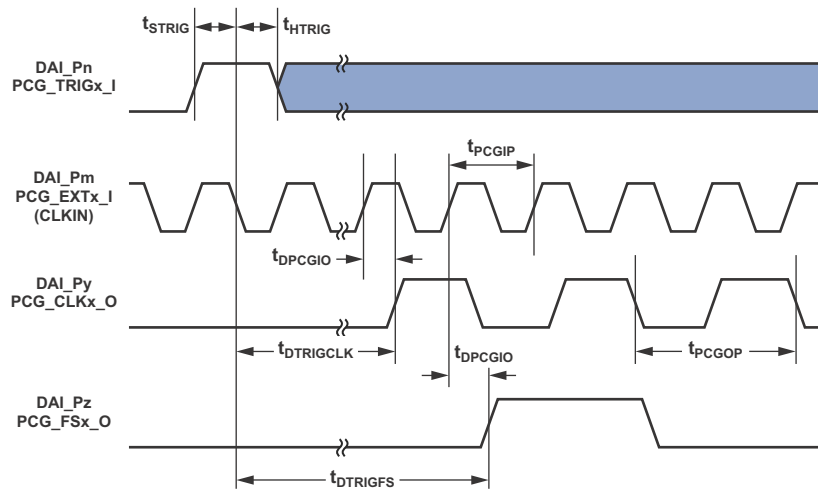 tSTRIG
tHTRIG
DAI_Pn
PCG_TRIGx_I
DAI_Pm
PCG_EXTx_I
(CLKIN)
tPCGIP
tDPCGIO
DAI_Py
PCG_CLKx_O
tDTRIGCLK
tDPCGIO
tPCGOP
DAI_Pz
PCG_FSx_O
tDTRIGFS